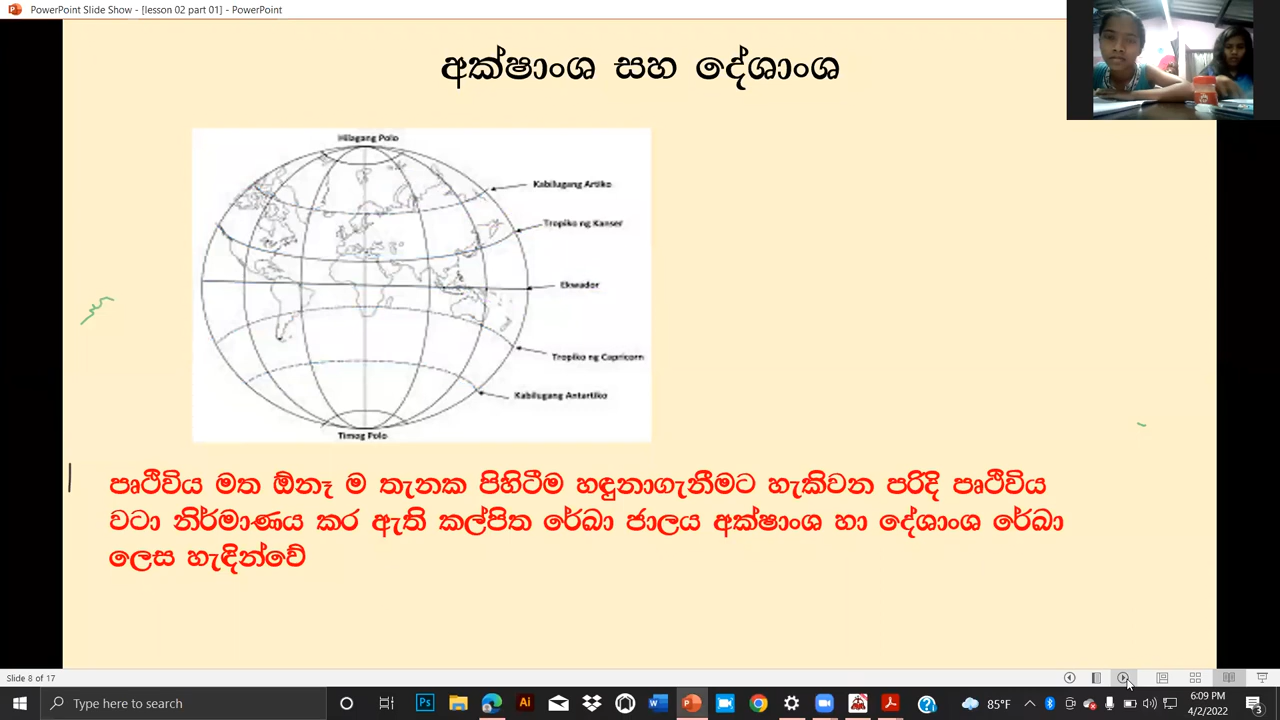 PowerPoint Slide Show - [lesson 02 part 01] - PowerPoint
අක්ෂාංශ සහ දේශාංශ
Hilagang Polo
Kabilugang Artiko
Tropiko ng Kanser
Ekwador
Tropiko ng Capricorn
Kabilugang Antartiko
Timog Polo
පෘථිවිය මත ඕනෑ ම තැනක පිහිටීම හඳුනාගැනීමට හැකිවන පරිදි පෘථිවිය
වටා නිර්මාණය කර ඇති කල්පිත රේඛා ජාලය අක්ෂාංශ හා දේශාංශ රේඛා
ලෙස හැඳින්වේ
Slide 8 of 17
Type here to search
85°F
6:09 PM
4/2/2022